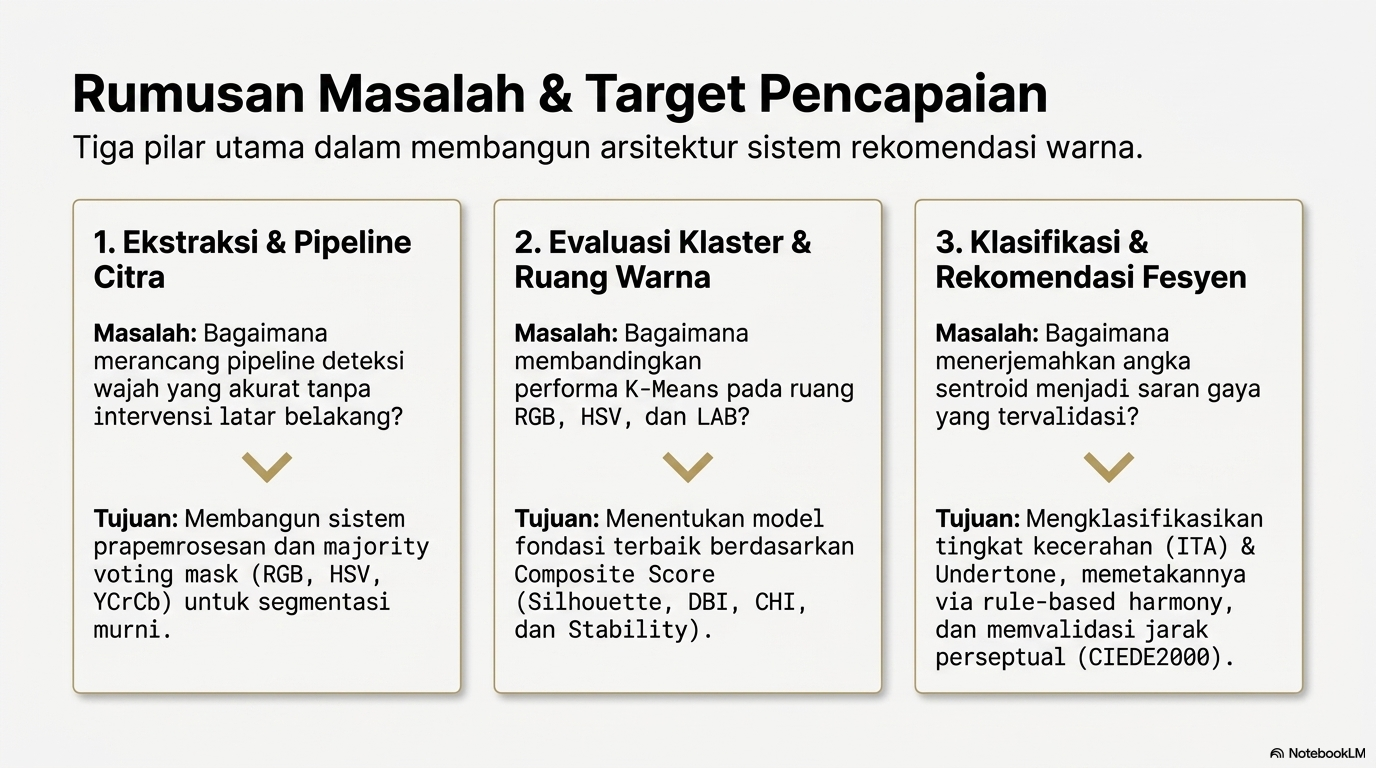 Rumusan Masalah & Target Pencapaian
Tiga pilar utama dalam membangun arsitektur sistem rekomendasi warna.
1. Ekstraksi & Pipeline
Citra
Masalah: Bagaimana
merancang pipeline deteksi
wajah yang akurat tanpa
intervensi latar belakang?
Tujuan: Membangun sistem
prapemrosesan dan majority
voting mask (RGB, HSV,
YCrCb) untuk segmentasi
murni.
2. Evaluasi Klaster &
Ruang Warna
Masalah: Bagaimana
membandingkan
performa K-Means pada ruang
RGB, HSV, dan LAB?
Tujuan: Menentukan model
fondasi terbaik berdasarkan
Composite Score
(Silhouette, DBI, CHI,
dan Stability).
3. Klasifikasi &
Rekomendasi Fesyen
Masalah: Bagaimana
menerjemahkan angka
sentroid menjadi saran gaya
yang tervalidasi?
Tujuan: Mengklasifikasikan
tingkat kecerahan (ITA) &
Undertone, memetakannya
via rule-based harmony,
dan memvalidasi jarak
perseptual (CIEDE2000).
NotebookLM